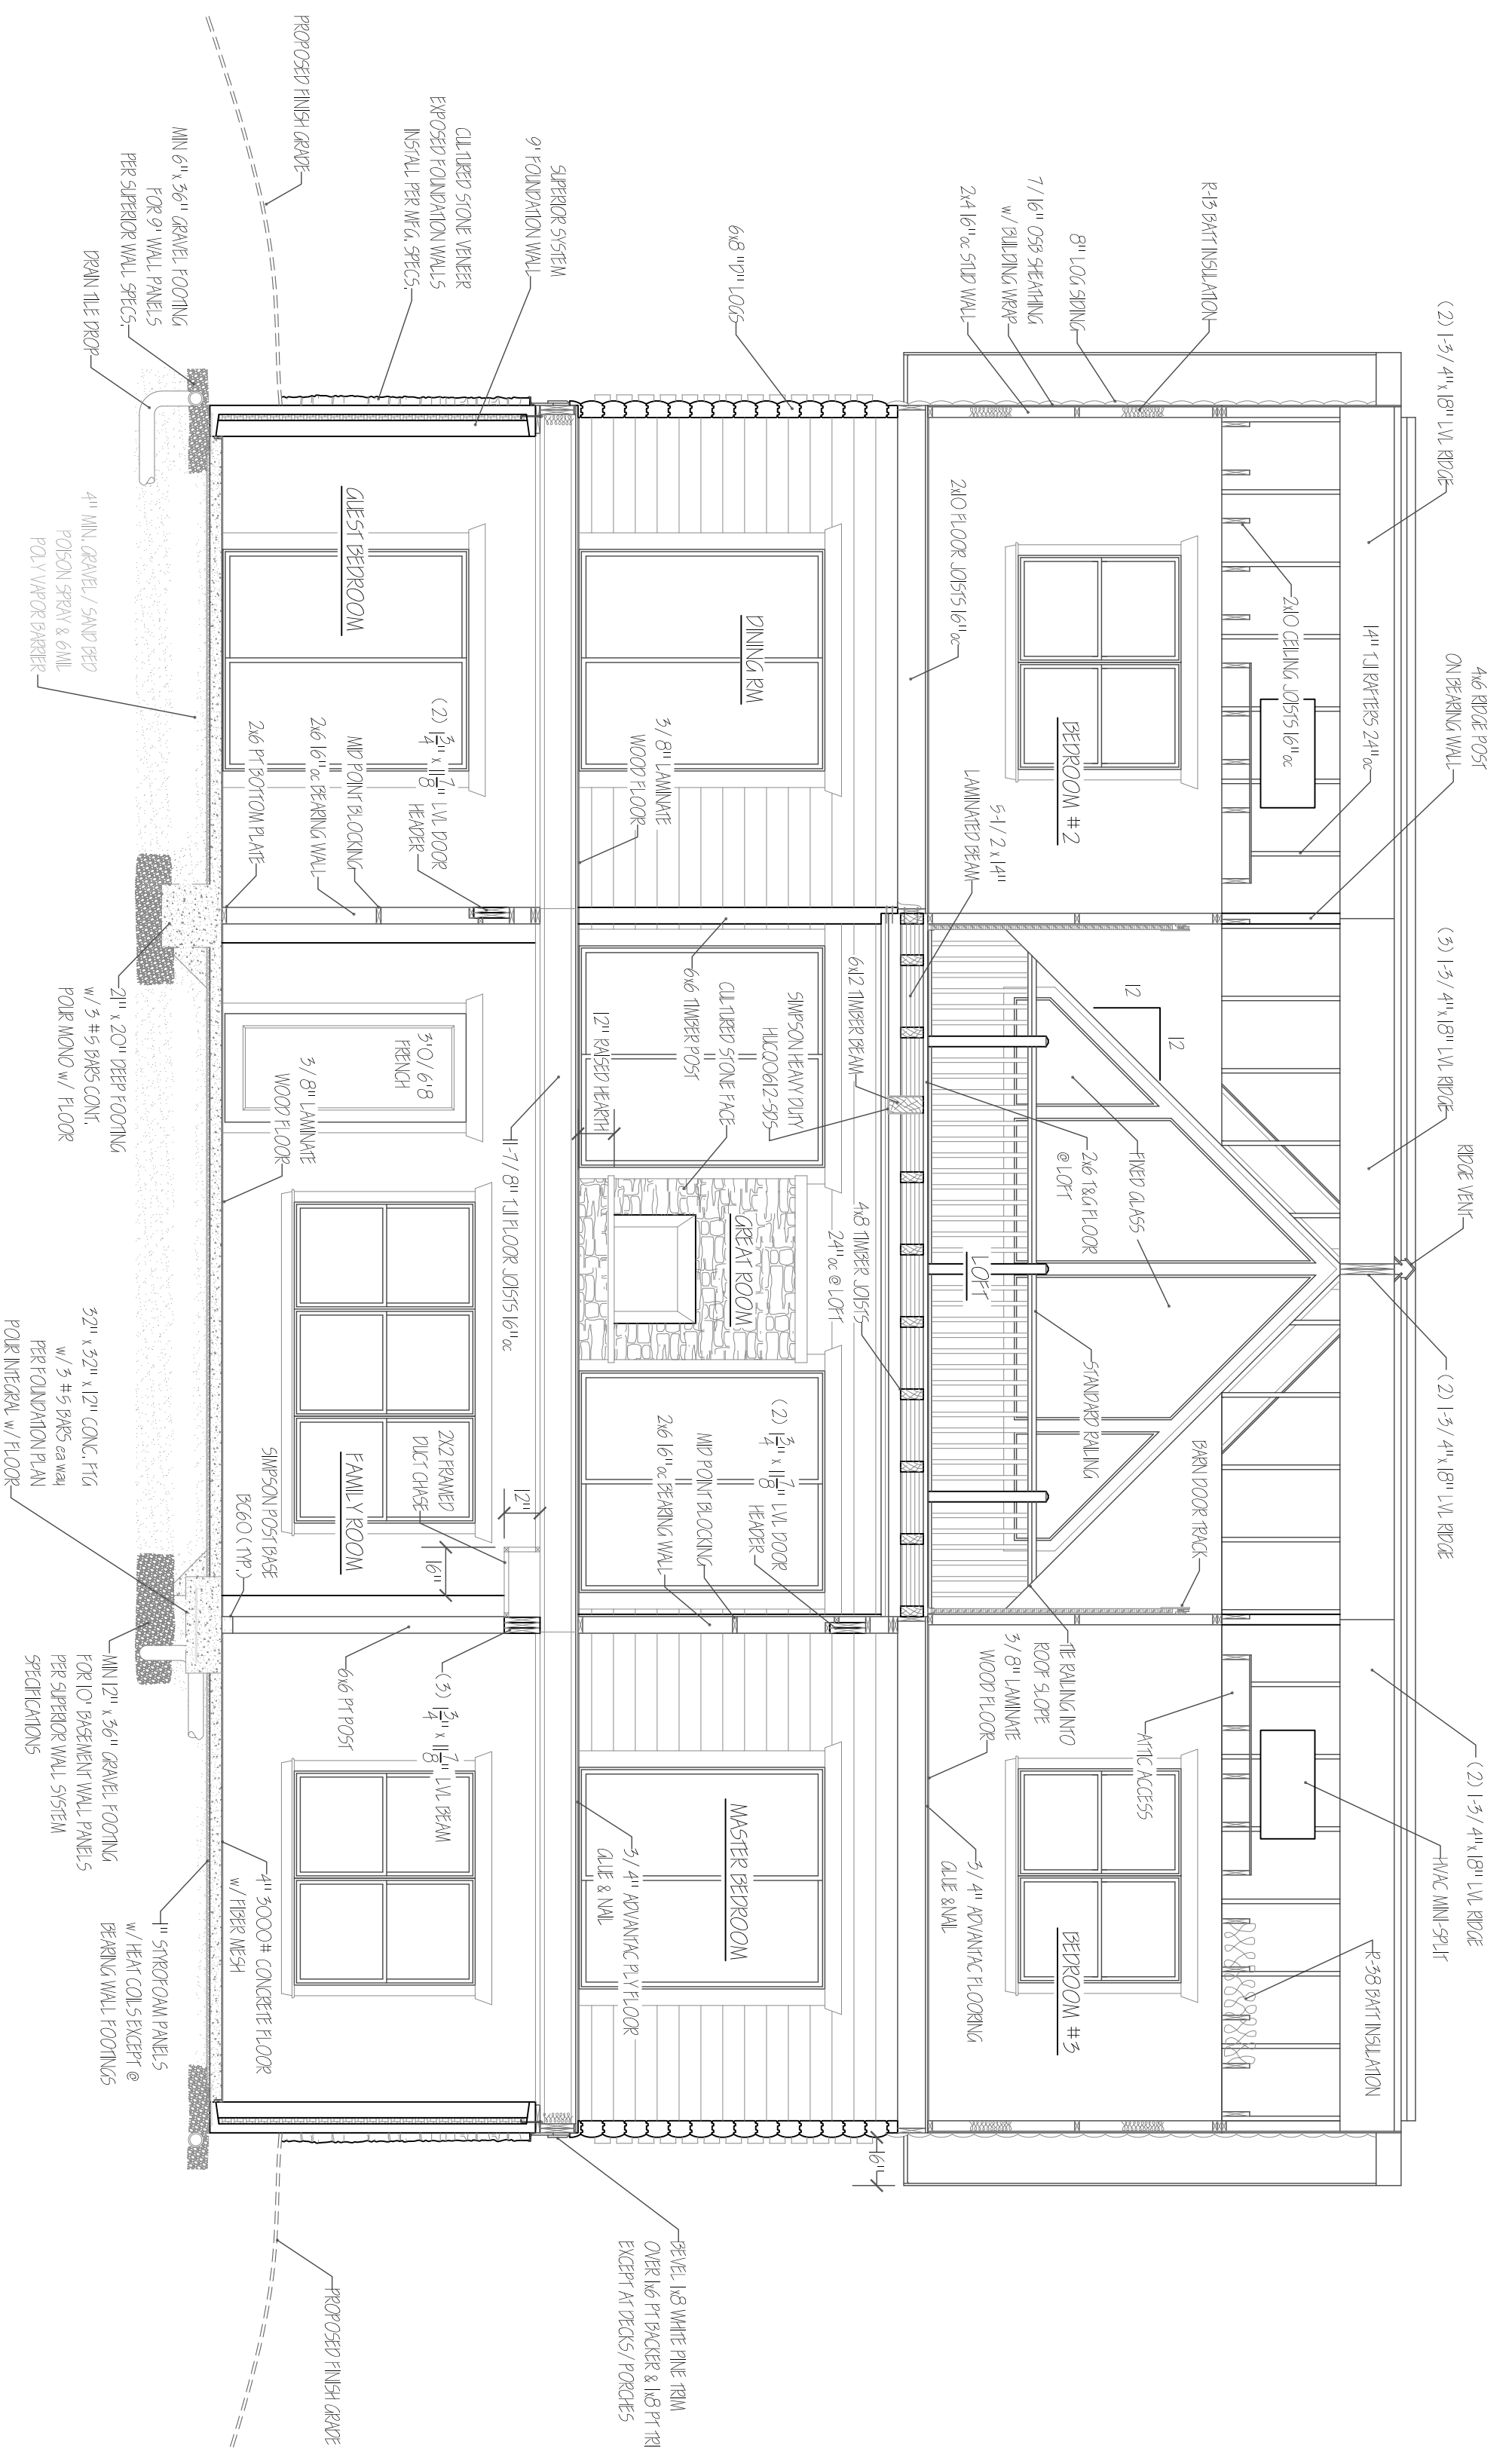 (2) 1-3/4" x 18" LVL RIDGE
4x6 RIDGE POST
ON BEARING WALL
(3) 1-3/4" x 18" LVL RIDGE
RIDGE VENT
(2) 1-3/4" x 18" LVL RIDGE
(2) 1-3/4" x 18" LVL RIDGE
HVAC MINI-SPLIT
R-38 BATT INSULATION
14" TJI RAFTERS 24" oc
2x10 CEILING JOISTS 16" oc
R-13 BATT INSULATION
8" LOG SIDING
7/16" OSB SHEATHING
w/ BUILDING WRAP
2x4 16" oc STUD WALL
BEDROOM #2
12
12
FIXED GLASS
2x6 T&G FLOOR
@ LOFT
LOFT
STANDARD RAILING
BARN DOOR TRACK
ATTIC ACCESS
TIE RAILING INTO
ROOF SLOPE
3/8" LAMINATE
WOOD FLOOR
BEDROOM #3
3/4" ADVANTAC FLOORING
GLUE & NAIL
2x10 FLOOR JOISTS 16" oc
5-1/2 x 14"
LAMINATED BEAM
6x12 TIMBER BEAM
SIMPSON HEAVY DUTY
HUCQ0612-SDS
4x8 TIMBER JOISTS
24" oc @ LOFT
16"
6x8 "D" LOGS
DINING RM
3/8" LAMINATE
WOOD FLOOR
6x6 TIMBER POST
CULTURED STONE FACE
12" RAISED HEARTH
GREAT ROOM
(2) 1 3/4" x 11 7/8" LVL DOOR
HEADER
MID POINT BLOCKING
2x6 16" oc BEARING WALL
MASTER BEDROOM
3/4" ADVANTAC PLY FLOOR
GLUE & NAIL
BEVEL 1x8 WHITE PINE TRIM
OVER 1x6 PT BACKER & 1x8 PT TRI
EXCEPT AT DECKS / PORCHES
SUPERIOR SYSTEM
9' FOUNDATION WALL
CULTURED STONE VENEER
EXPOSED FOUNDATION WALLS
INSTALL PER MFG. SPECS.
PROPOSED FINISH GRADE
GUEST BEDROOM
(2) 1 3/4" x 11 7/8" LVL DOOR
HEADER
MID POINT BLOCKING
2x6 16" oc BEARING WALL
2x6 PT BOTTOM PLATE
3'0/6'8
FRENCH
3/8" LAMINATE
WOOD FLOOR
11-7/8" TJI FLOOR JOISTS 16" oc
12"
2X2 FRAMED
DUCT CHASE
16"
FAMILY ROOM
SIMPSON POST BASE
BC60 (TYP.)
(3) 1 3/4" x 11 7/8" LVL BEAM
6x6 PT POST
PROPOSED FINISH GRADE
4" 3000# CONCRETE FLOOR
w/ FIBER MESH
1" STYROFOAM PANELS
w/ HEAT COILS EXCEPT @
BEARING WALL FOOTINGS
MIN 6" x 36" GRAVEL FOOTING
FOR 9' WALL PANELS
PER SUPERIOR WALL SPECS.
DRAIN TILE DROP
4" MIN. GRAVEL / SAND BED
POISON SPRAY & 6 MIL
POLY VAPOR BARRIER
21" x 20" DEEP FOOTING
w/ 3 #5 BARS CONT.
POUR MONO w/ FLOOR
32" x 32" x 12" CONC. FTG
w/ 3 #5 BARS ea way
PER FOUNDATION PLAN
POUR INTEGRAL w/ FLOOR
MIN 12" x 36" GRAVEL FOOTING
FOR 10' BASEMENT WALL PANELS
PER SUPERIOR WALL SYSTEM
SPECIFICATIONS